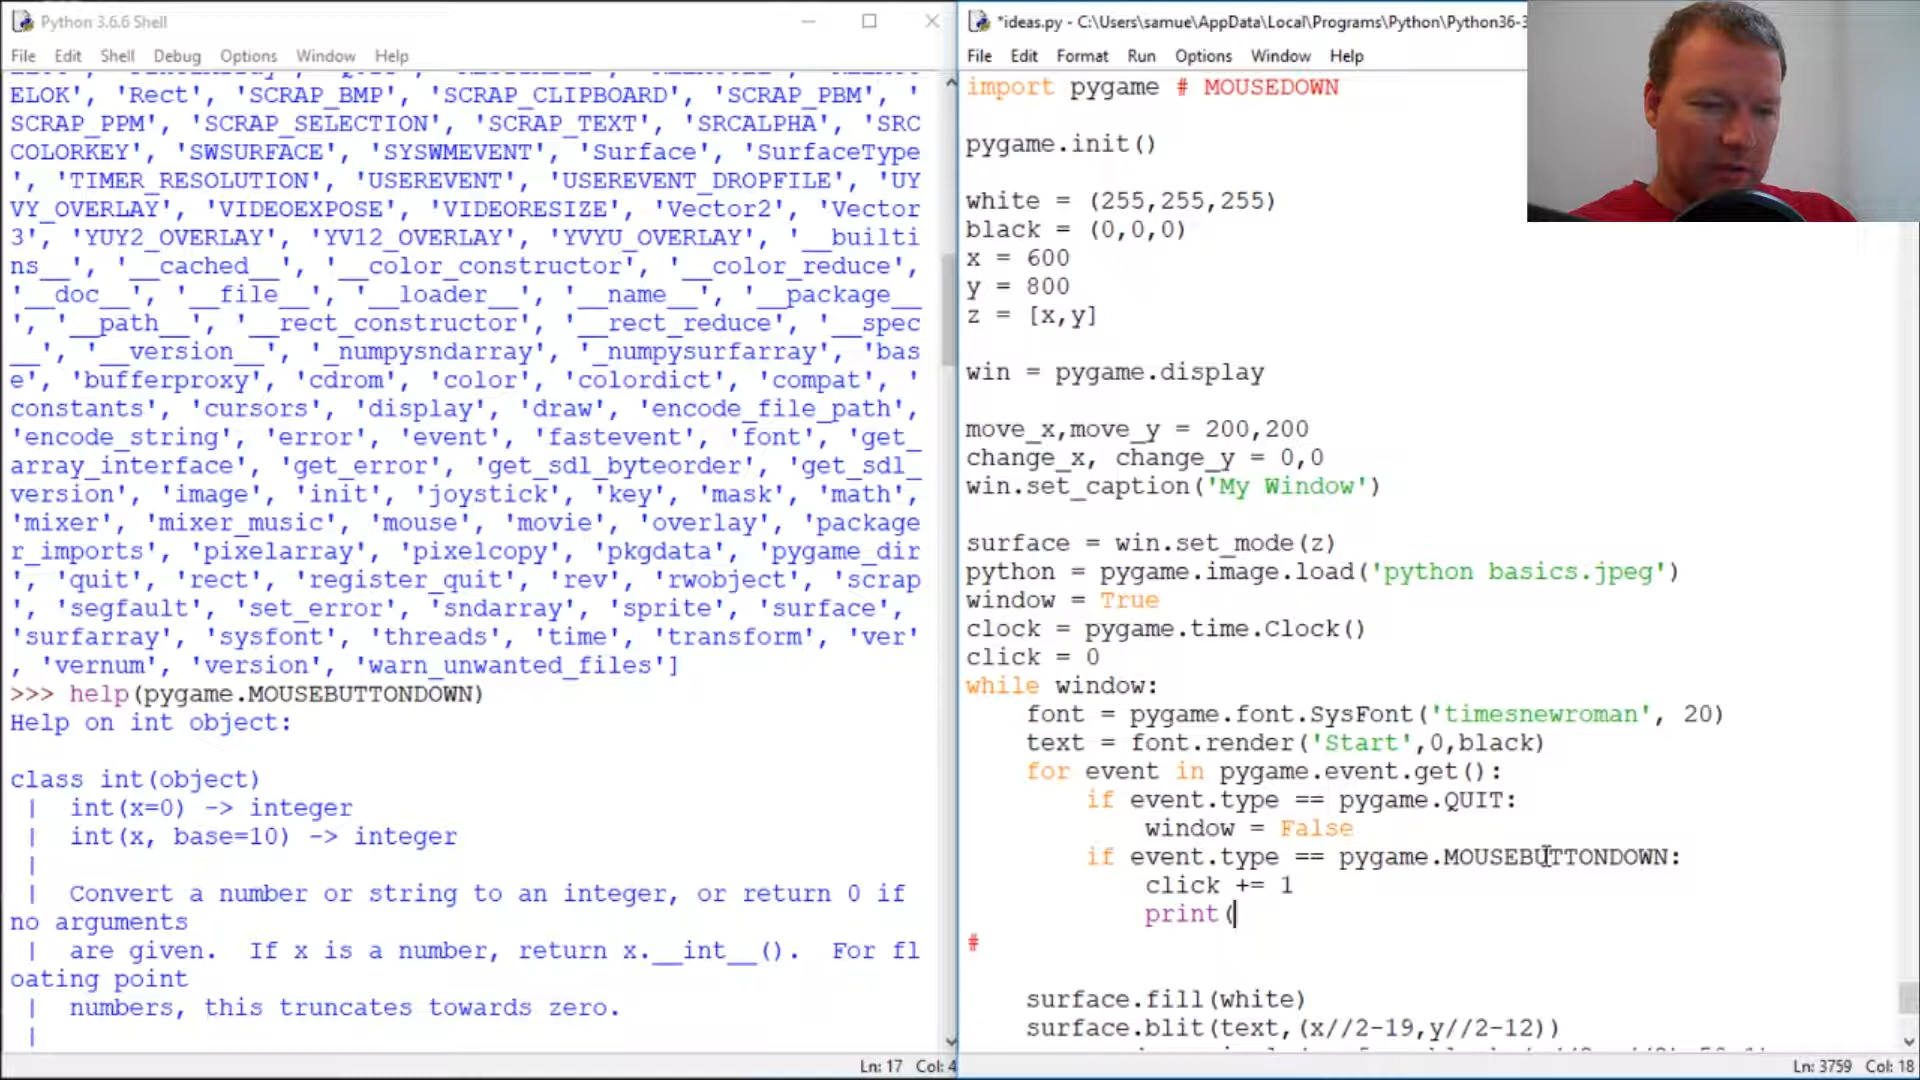 Python 3.6.6 Shell
File Edit Shell Debug Options Window Help
ELOK', 'Rect', 'SCRAP_BMP', 'SCRAP_CLIPBOARD', 'SCRAP_PBM', '
SCRAP_PPM', 'SCRAP_SELECTION', 'SCRAP_TEXT', 'SRCALPHA', 'SRC
COLORKEY', 'SWSURFACE', 'SYSWMEVENT', 'Surface', 'SurfaceType
', 'TIMER_RESOLUTION', 'USEREVENT', 'USEREVENT_DROPFILE', 'UY
VY_OVERLAY', 'VIDEOEXPOSE', 'VIDEORESIZE', 'Vector2', 'Vector
3', 'YUY2_OVERLAY', 'YV12_OVERLAY', 'YVYU_OVERLAY', '__builti
ns__', '__cached__', '__color_constructor', '__color_reduce',
'__doc__', '__file__', '__loader__', '__name__', '__package__
', '__path__', '__rect_constructor', '__rect_reduce', '__spec
__', '__version__', '_numpysndarray', '_numpysurfarray', 'bas
e', 'bufferproxy', 'cdrom', 'color', 'colordict', 'compat', '
constants', 'cursors', 'display', 'draw', 'encode_file_path',
'encode_string', 'error', 'event', 'fastevent', 'font', 'get_
array_interface', 'get_error', 'get_sdl_byteorder', 'get_sdl_
version', 'image', 'init', 'joystick', 'key', 'mask', 'math',
'mixer', 'mixer_music', 'mouse', 'movie', 'overlay', 'package
r_imports', 'pixelarray', 'pixelcopy', 'pkgdata', 'pygame_dir
', 'quit', 'rect', 'register_quit', 'rev', 'rwobject', 'scrap
', 'segfault', 'set_error', 'sndarray', 'sprite', 'surface',
'surfarray', 'sysfont', 'threads', 'time', 'transform', 'ver'
, 'vernum', 'version', 'warn_unwanted_files']
>>> help(pygame.MOUSEBUTTONDOWN)
Help on int object:
class int(object)
| int(x=0) -> integer
| int(x, base=10) -> integer
|
| Convert a number or string to an integer, or return 0 if
no arguments
| are given. If x is a number, return x.__int__(). For fl
oating point
| numbers, this truncates towards zero.
|
Ln: 17 Col: 4
*ideas.py - C:\Users\samue\AppData\Local\Programs\Python\Python36-3
File Edit Format Run Options Window Help
import pygame # MOUSEDOWN
pygame.init()
white = (255,255,255)
black = (0,0,0)
x = 600
y = 800
z = [x,y]
win = pygame.display
move_x,move_y = 200,200
change_x, change_y = 0,0
win.set_caption('My Window')
surface = win.set_mode(z)
python = pygame.image.load('python basics.jpeg')
window = True
clock = pygame.time.Clock()
click = 0
while window:
font = pygame.font.SysFont('timesnewroman', 20)
text = font.render('Start',0,black)
for event in pygame.event.get():
if event.type == pygame.QUIT:
window = False
if event.type == pygame.MOUSEBUTTONDOWN:
click += 1
print(
#
surface.fill(white)
surface.blit(text,(x//2-19,y//2-12))
Ln: 3759 Col: 18